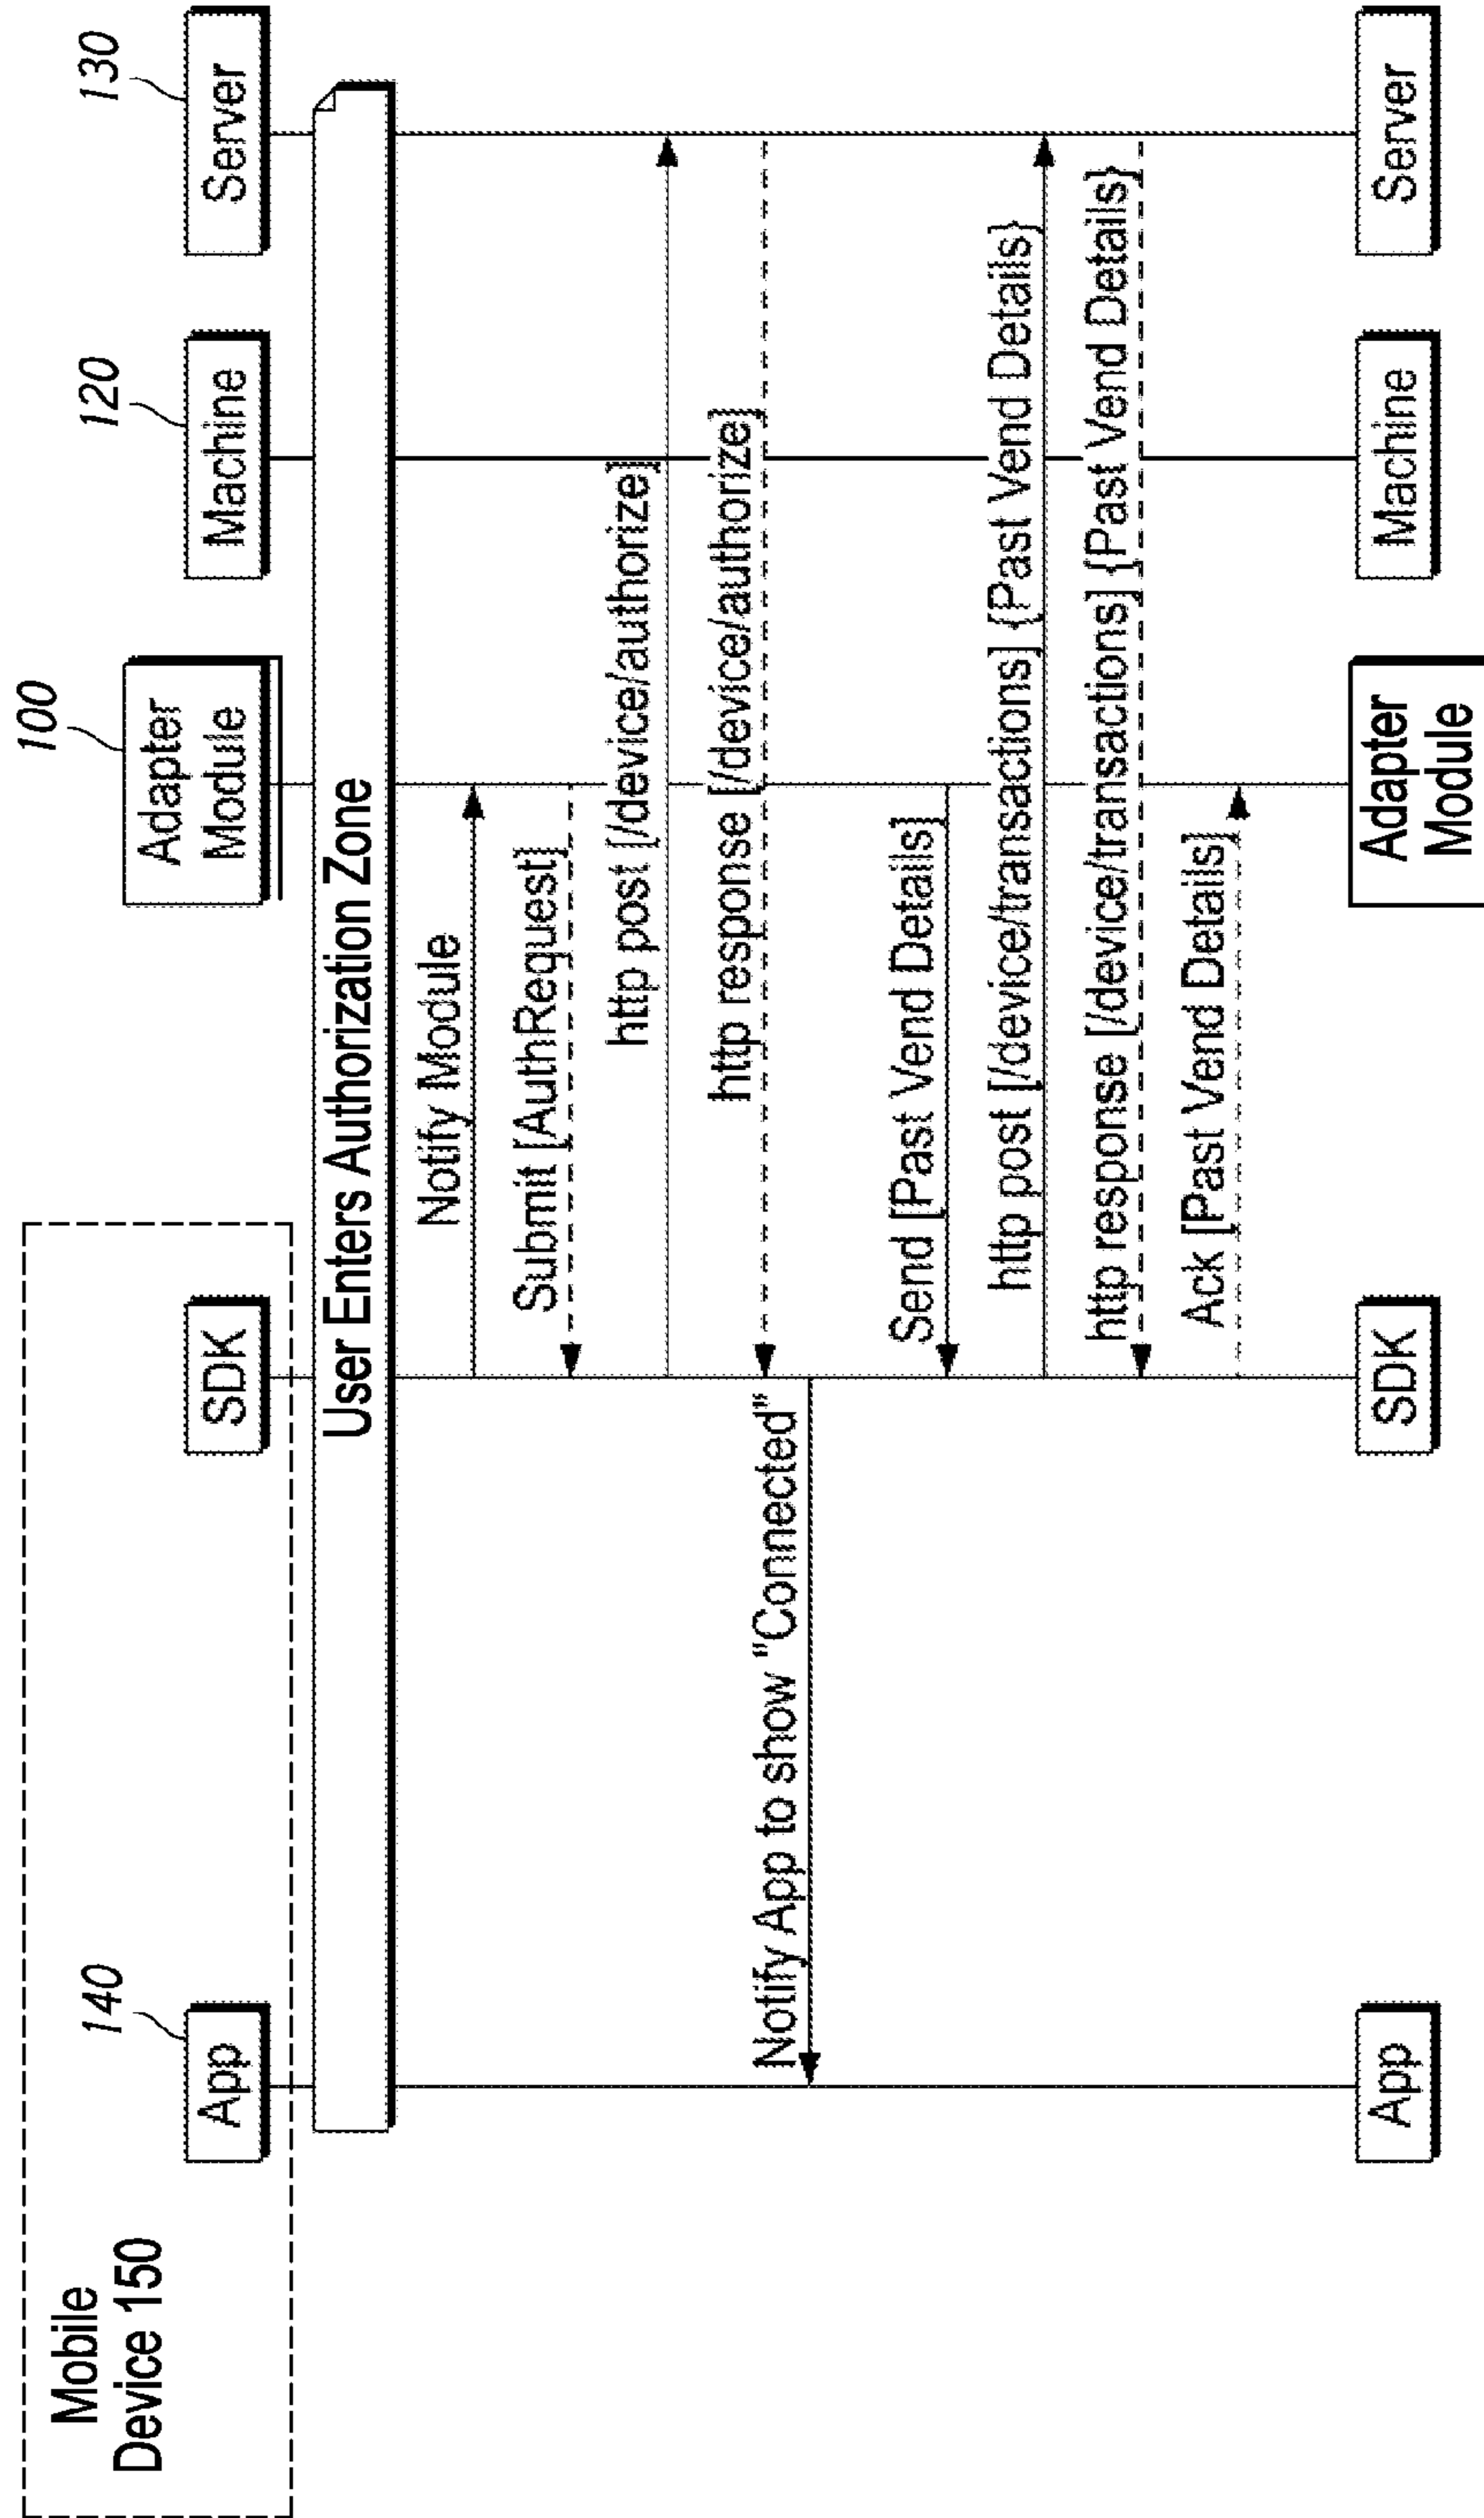 Mobile
Device 150
140
100
120
130
App
SDK
Adapter
Module
Machine
Server
User Enters Authorization Zone
Notify Module
Submit [AuthRequest]
http post [/device/authorize]
http response [/device/authorize]
Notify App to show "Connected"
Send [Past Vend Details]
http post [/device/transactions] {Past Vend Details}
http response [/device/transactions] {Past Vend Details}
Ack [Past Vend Details]
App
SDK
Adapter
Module
Machine
Server